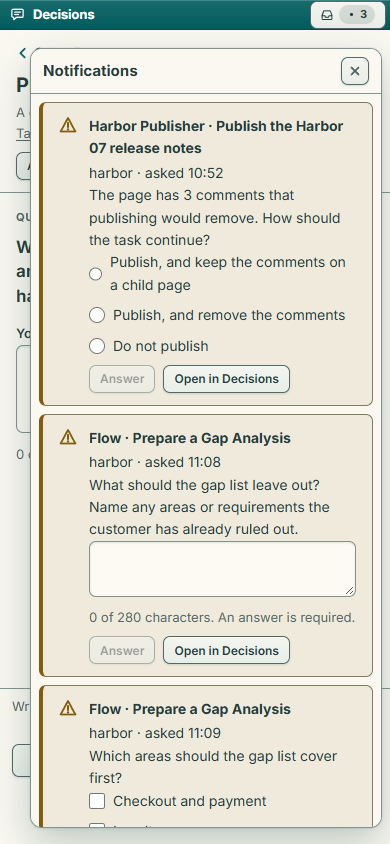 Decisions
• 3
Notifications
Harbor Publisher · Publish the Harbor
07 release notes
harbor · asked 10:52
The page has 3 comments that
publishing would remove. How should
the task continue?
Publish, and keep the comments on
a child page
Publish, and remove the comments
Do not publish
Answer
Open in Decisions
Flow · Prepare a Gap Analysis
harbor · asked 11:08
What should the gap list leave out?
Name any areas or requirements the
customer has already ruled out.
0 of 280 characters. An answer is required.
Answer
Open in Decisions
Flow · Prepare a Gap Analysis
harbor · asked 11:09
Which areas should the gap list cover
first?
Checkout and payment